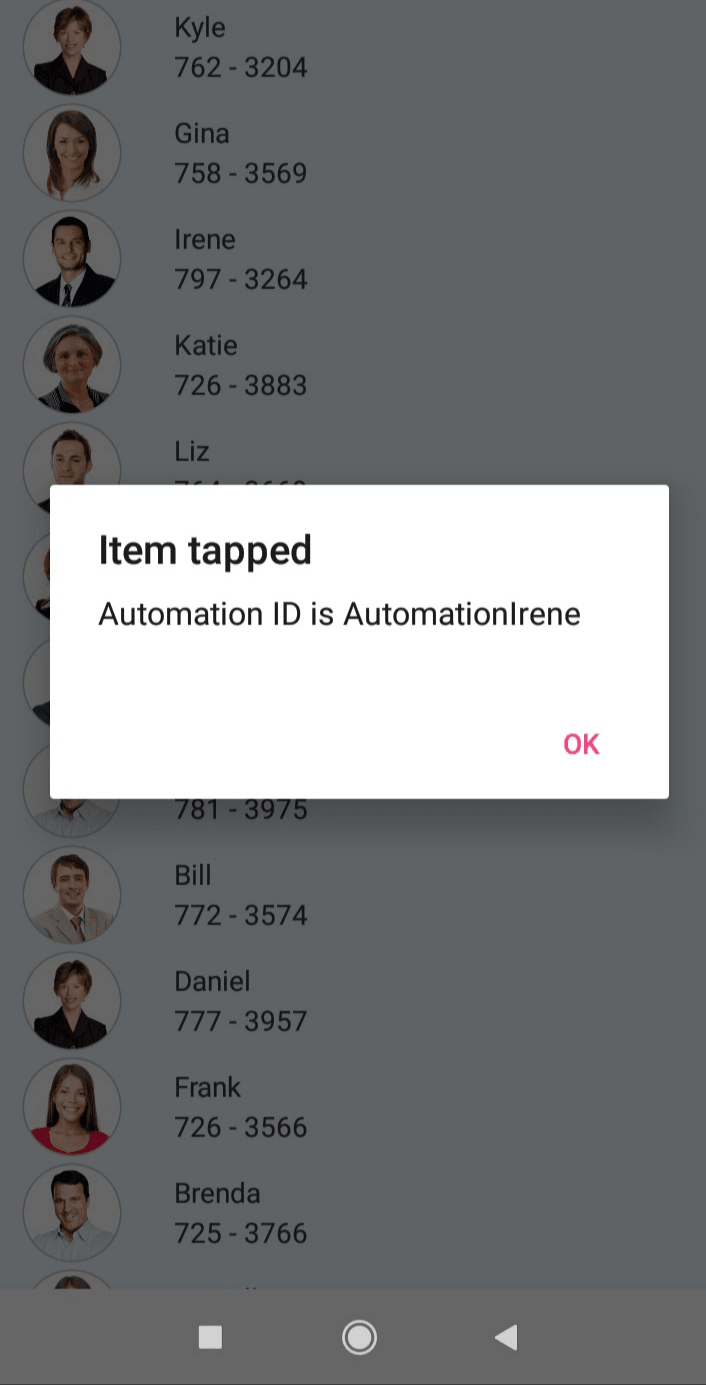 Kyle
762 - 3204
Gina
758 - 3569
Irene
797 - 3264
Katie
726 - 3883
Liz
Item tapped
Automation ID is AutomationIrene
OK
781 - 3975
Bill
772 - 3574
Daniel
777 - 3957
Frank
726 - 3566
Brenda
725 - 3766